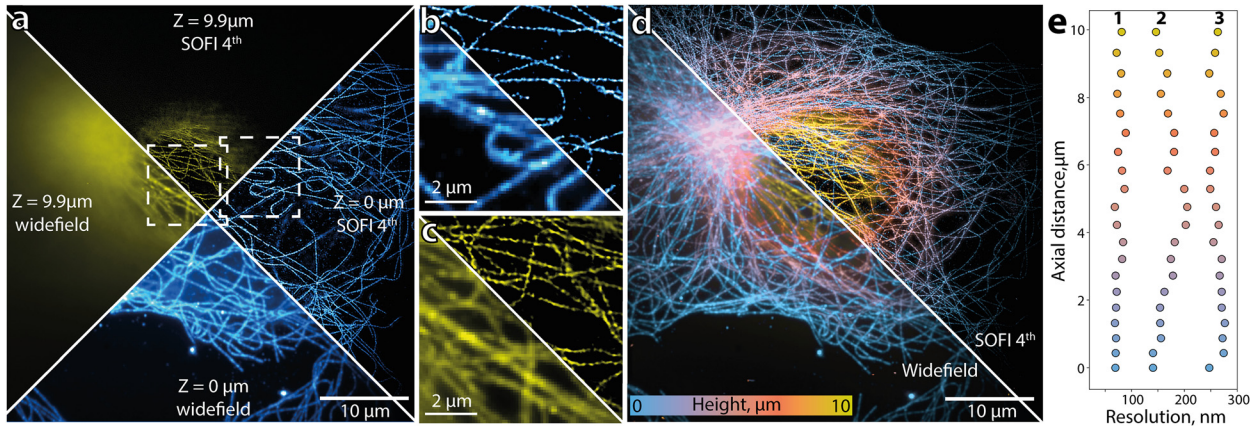 a
Z = 9.9μm
SOFI 4th
Z = 9.9μm
widefield
Z = 0 μm
SOFI 4th
Z = 0 μm
widefield
10 μm
b
2 μm
c
2 μm
d
SOFI 4th
Widefield
0 Height, μm 10
10 μm
e
1 2 3
10
8
6
4
2
0
Axial distance,μm
100 200 300
Resolution, nm